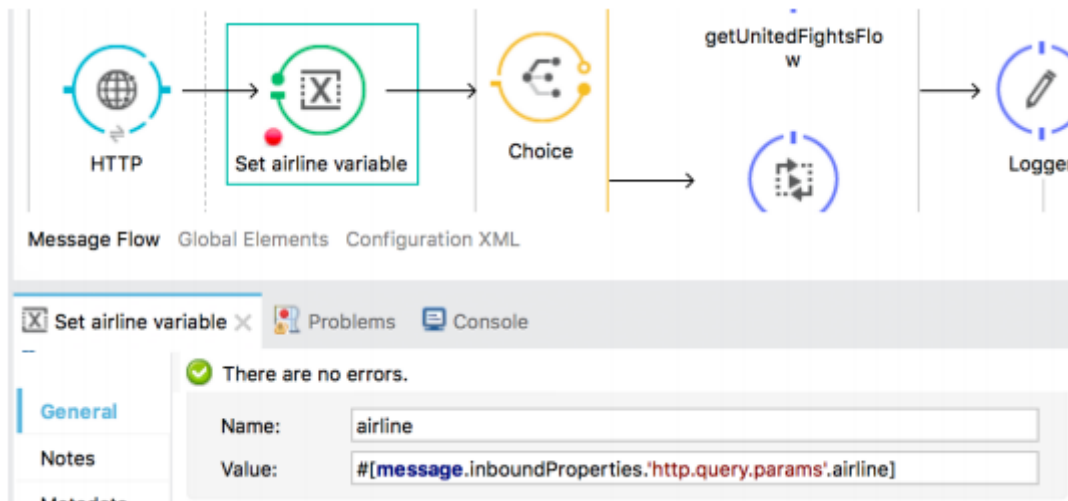 getUnitedFightsFlo
w
HTTP
Set airline variable
Choice
Logger
Message Flow Global Elements Configuration XML
Set airline variable Problems Console
There are no errors.
General
Name: airline
Notes
Value: #[message.inboundProperties.'http.query.params'.airline]